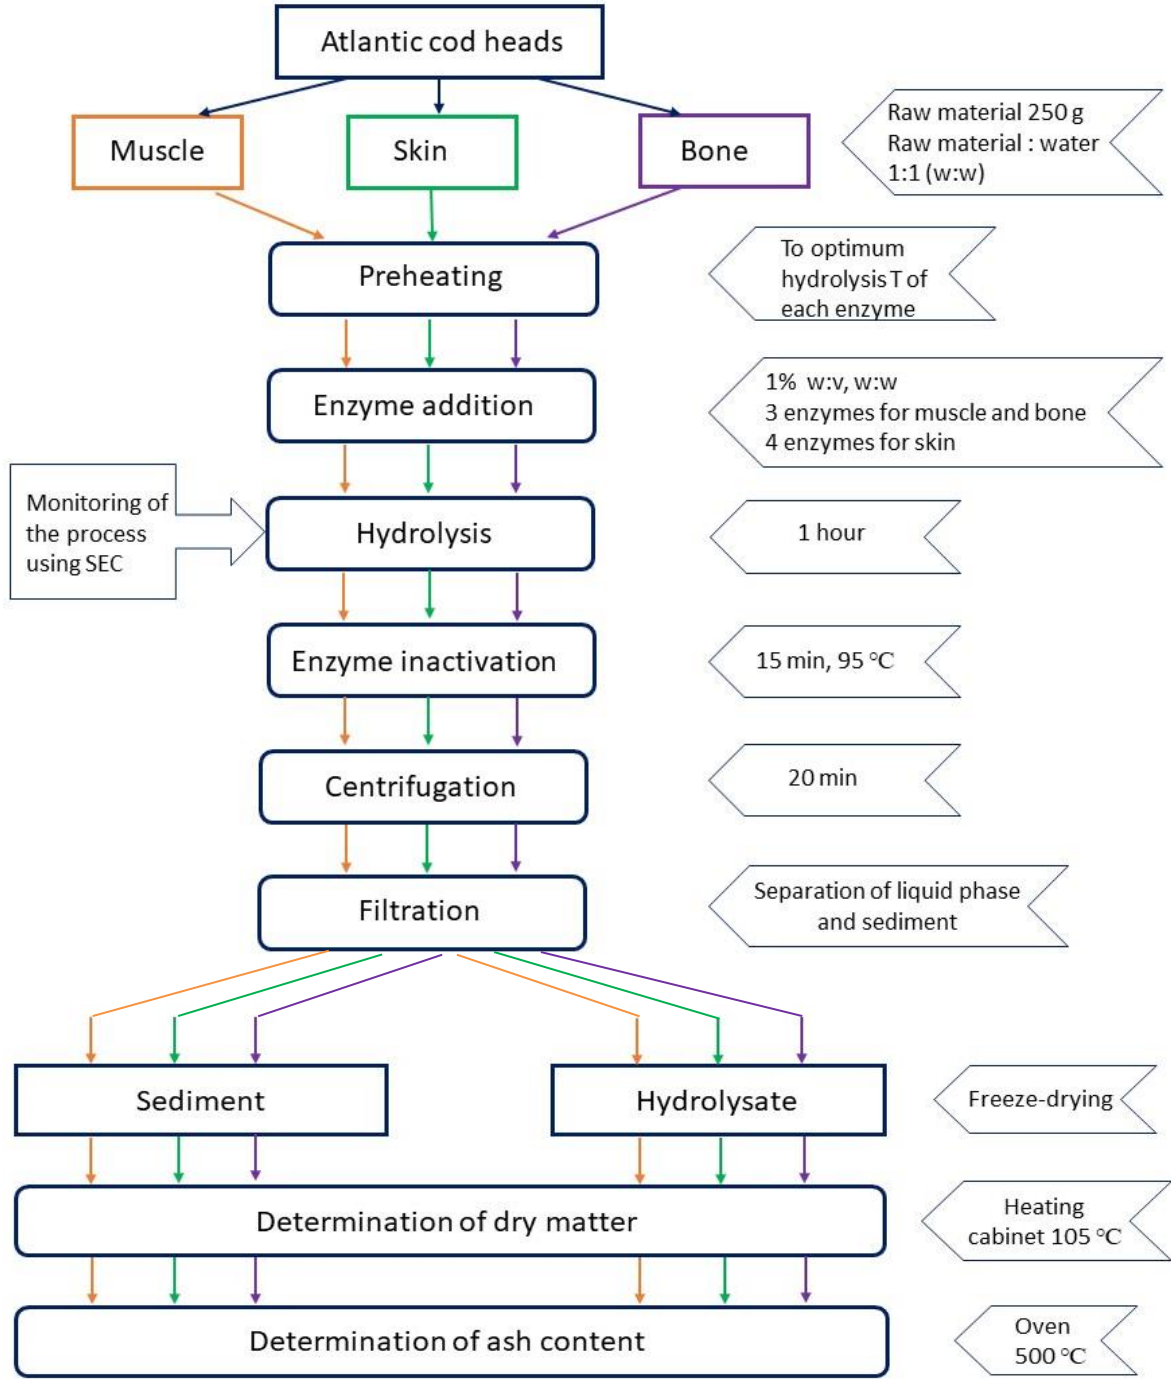 Atlantic cod heads
Muscle
Skin
Bone
Raw material 250 g
Raw material : water
1:1 (w:w)
Preheating
To optimum
hydrolysis T of
each enzyme
Enzyme addition
1% w:v, w:w
3 enzymes for muscle and bone
4 enzymes for skin
Monitoring of
the process
using SEC
Hydrolysis
1 hour
Enzyme inactivation
15 min, 95 °C
Centrifugation
20 min
Filtration
Separation of liquid phase
and sediment
Sediment
Hydrolysate
Freeze-drying
Determination of dry matter
Heating
cabinet 105 °C
Determination of ash content
Oven
500 °C